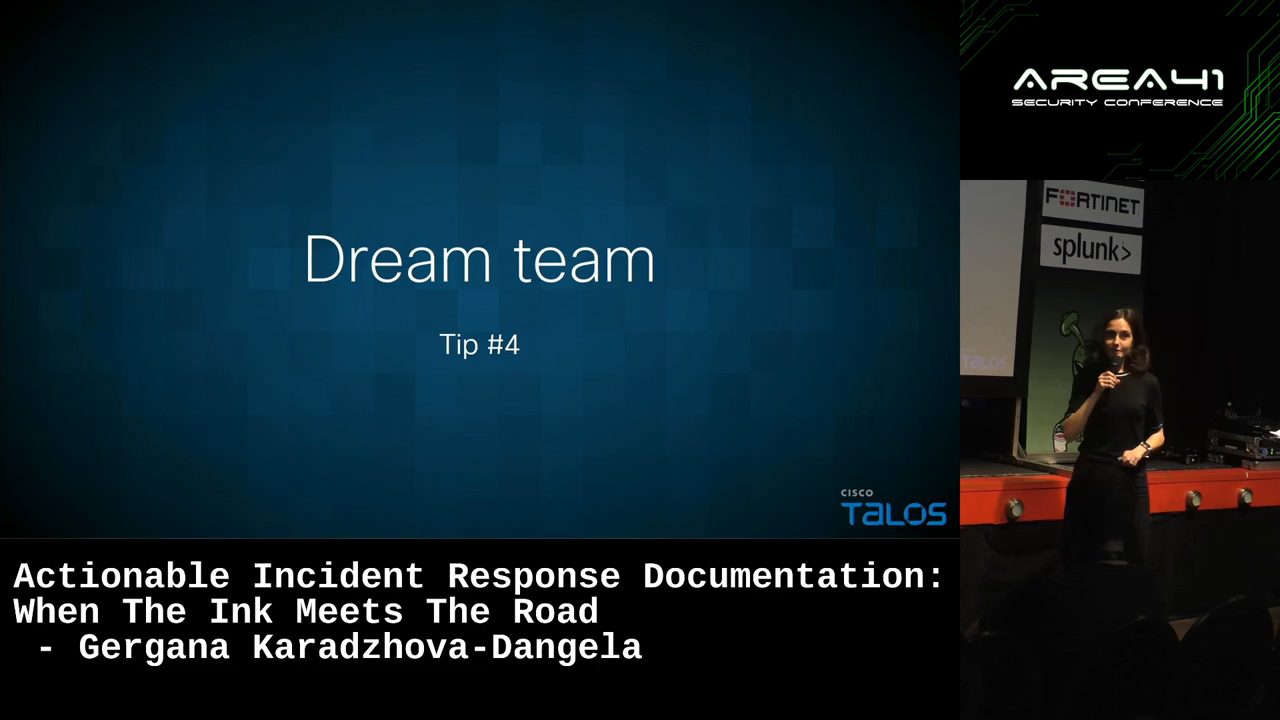 Dream team
Tip #4
CISCO
TALOS
AREA41
SECURITY CONFERENCE
FORTINET
splunk>
TALOS
Actionable Incident Response Documentation:
When The Ink Meets The Road
- Gergana Karadzhova-Dangela